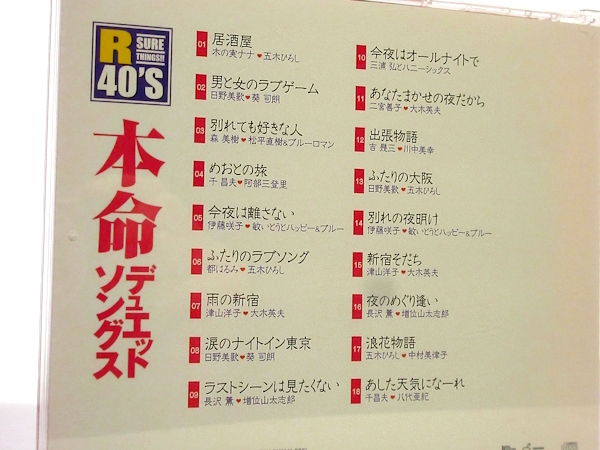 R
SURE
THINGS!!
40'S
本命
デュエット
ソングス
01 居酒屋
木の実ナナ♥五木ひろし
02 男と女のラブゲーム
日野美歌♥葵 司朗
03 別れても好きな人
森 美樹♥松平直樹&ブルーロマン
04 めおとの旅
千 昌夫♥阿部三登里
05 今夜は離さない
伊藤咲子♥敏いとうとハッピー&ブルー
06 ふたりのラブソング
都はるみ♥五木ひろし
07 雨の新宿
津山洋子♥大木英夫
08 涙のナイトイン東京
日野美歌♥葵 司朗
09 ラストシーンは見たくない
長沢 薫♥増位山太志郎
10 今夜はオールナイトで
三浦 弘とハニーシックス
11 あなたまかせの夜だから
二宮善子♥大木英夫
12 出張物語
吉 幾三♥川中美幸
13 ふたりの大阪
日野美歌♥五木ひろし
14 別れの夜明け
伊藤咲子♥敏いとうとハッピー&ブルー
15 新宿そだち
津山洋子♥大木英夫
16 夜のめぐり逢い
長沢 薫♥増位山太志郎
17 浪花物語
五木ひろし♥中村美律子
18 あした天気になーれ
千昌夫♥八代亜紀